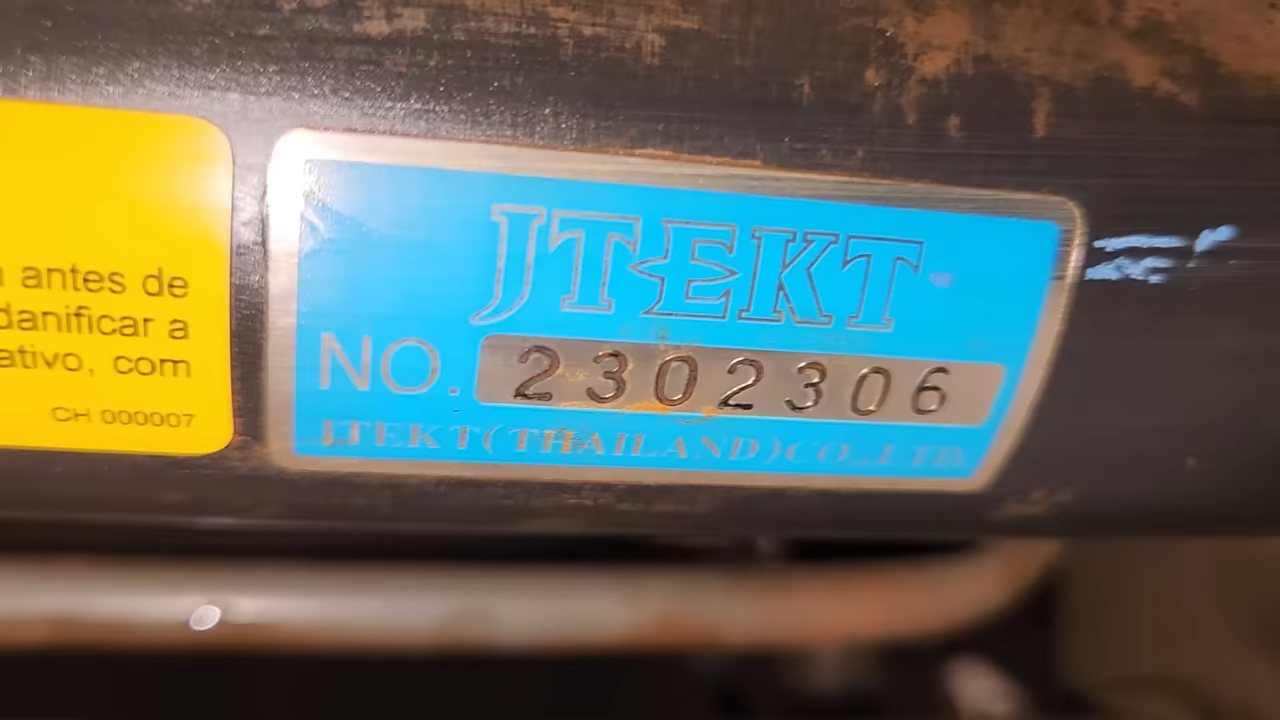 antes de
danificar a
ativo, com
CH 000007
JTEKT
NO. 2302306
JTEKT(THAILAND)CO.,LTD.